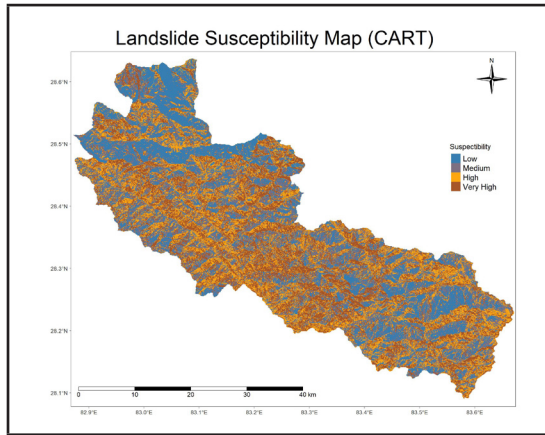 Landslide Susceptibility Map (CART)
N
28.6°N
28.5°N
28.4°N
28.3°N
28.2°N
28.1°N
Suspectibility
Low
Medium
High
Very High
0 10 20 30 40 km
82.9°E 83.0°E 83.1°E 83.2°E 83.3°E 83.4°E 83.5°E 83.6°E